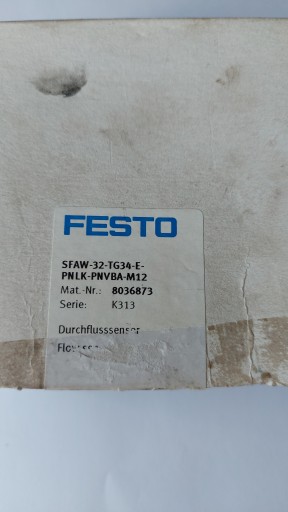 FESTO
SFAW-32-TG34-E-
PNLK-PNVBA-M12
Mat.-Nr.: 8036873
Serie: K313
Durchflusssensor